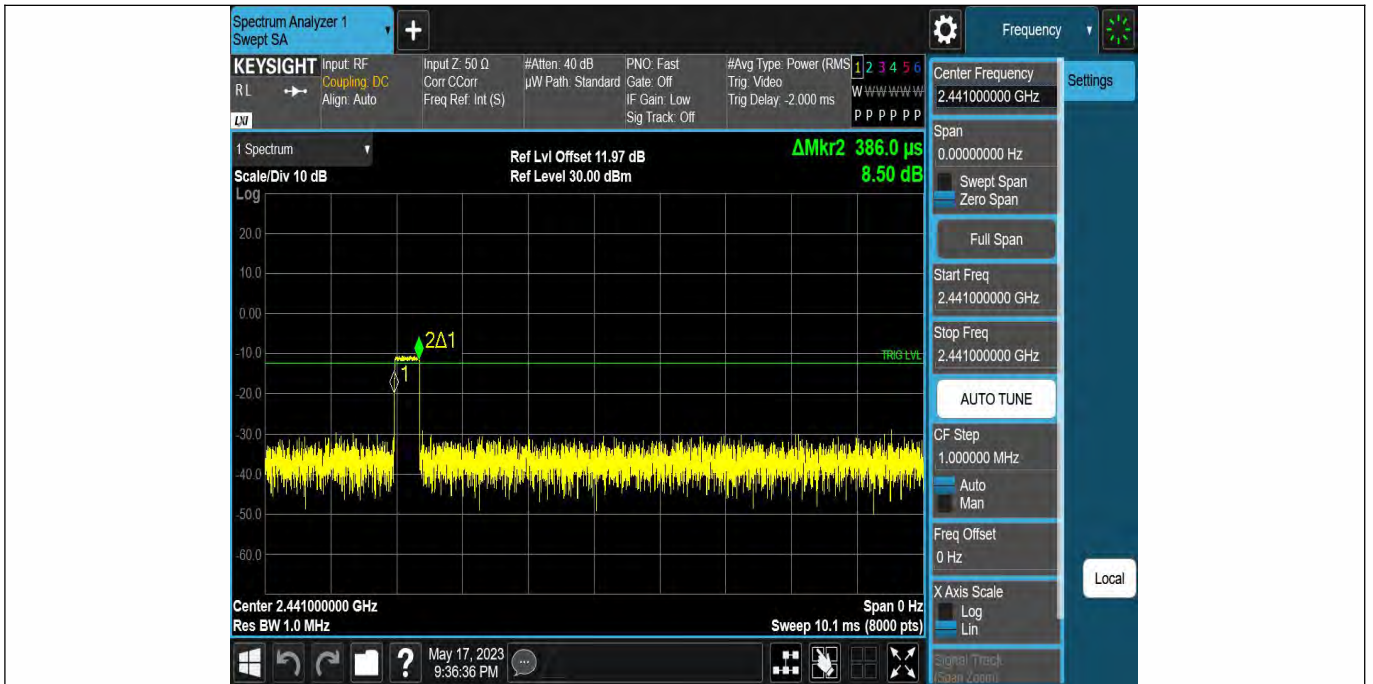 Spectrum Analyzer 1
Swept SA
+
Frequency
KEYSIGHT
RL
LXI
Input: RF
Coupling: DC
Align: Auto
Input Z: 50 Ω
Corr CCorr
Freq Ref: Int (S)
#Atten: 40 dB
µW Path: Standard
PNO: Fast
Gate: Off
IF Gain: Low
Sig Track: Off
#Avg Type: Power (RMS
Trig: Video
Trig Delay: -2.000 ms
1 2 3 4 5 6
W W W W W W
P P P P P P
1 Spectrum
Scale/Div 10 dB
Log
Ref Lvl Offset 11.97 dB
Ref Level 30.00 dBm
ΔMkr2 386.0 µs
8.50 dB
20.0
10.0
0.00
-10.0
-20.0
-30.0
-40.0
-50.0
-60.0
2Δ1
1
TRIG LVL
Center 2.441000000 GHz
Res BW 1.0 MHz
Span 0 Hz
Sweep 10.1 ms (8000 pts)
Center Frequency
2.441000000 GHz
Settings
Span
0.00000000 Hz
Swept Span
Zero Span
Full Span
Start Freq
2.441000000 GHz
Stop Freq
2.441000000 GHz
AUTO TUNE
CF Step
1.000000 MHz
Auto
Man
Freq Offset
0 Hz
X Axis Scale
Log
Lin
Signal Track
(Span Zoom)
Local
?
May 17, 2023
9:36:36 PM